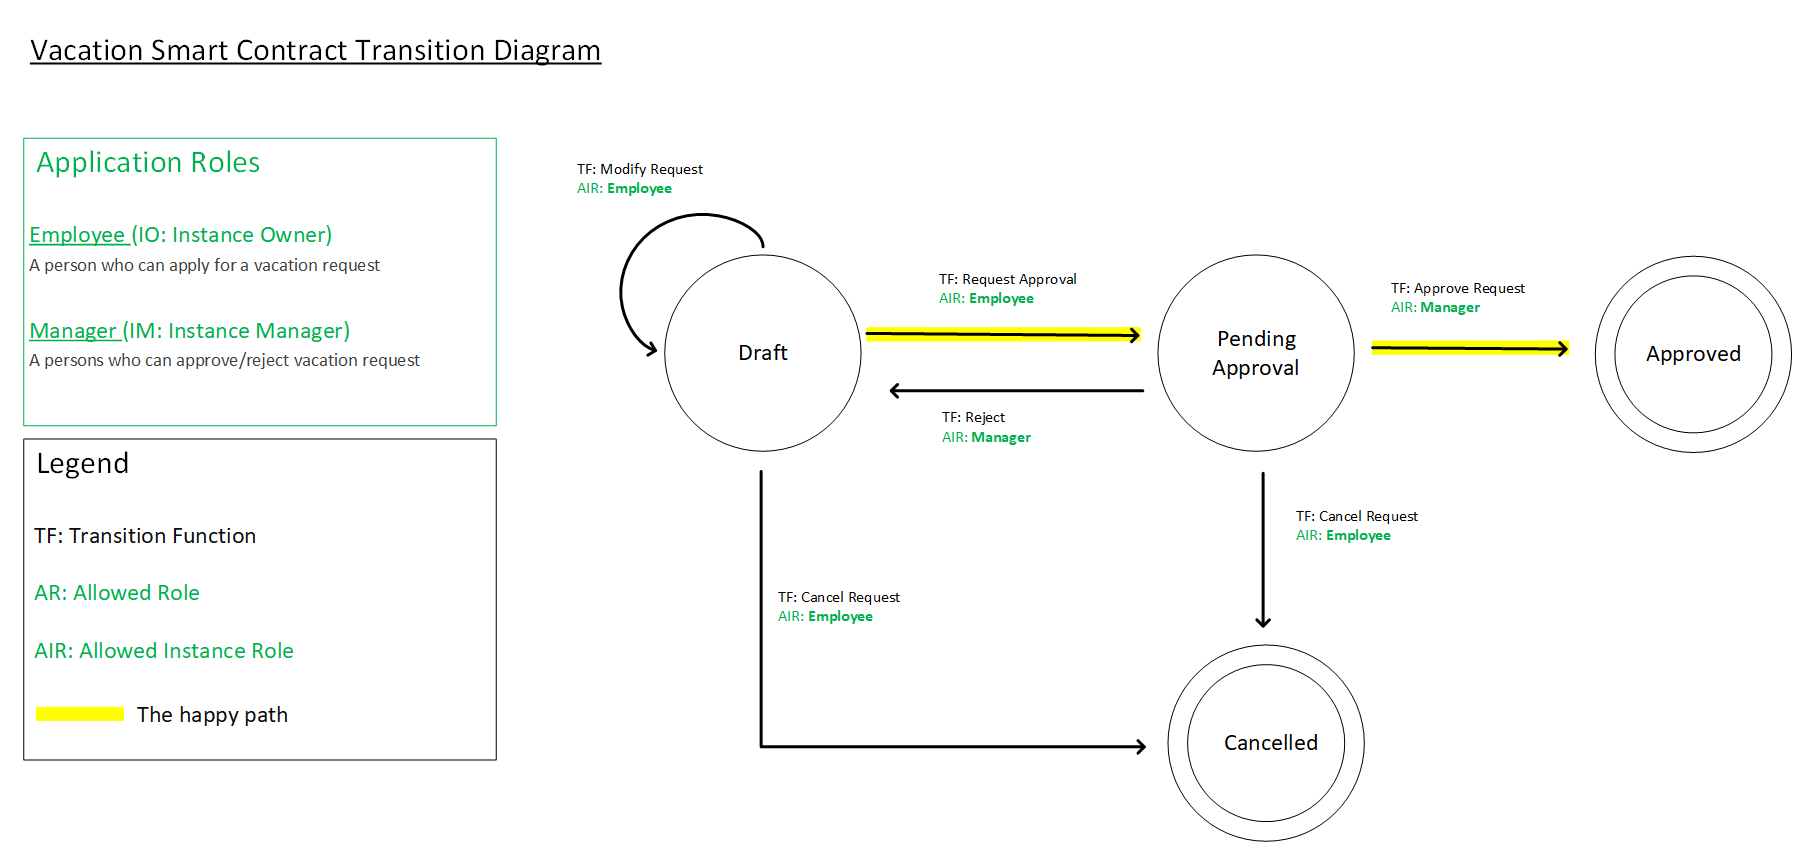 Vacation Smart Contract Transition Diagram
Application Roles
Employee (IO: Instance Owner)
A person who can apply for a vacation request
Manager (IM: Instance Manager)
A persons who can approve/reject vacation request
Legend
TF: Transition Function
AR: Allowed Role
AIR: Allowed Instance Role
The happy path
TF: Modify Request
AIR: Employee
Draft
TF: Request Approval
AIR: Employee
TF: Reject
AIR: Manager
Pending
Approval
TF: Approve Request
AIR: Manager
Approved
TF: Cancel Request
AIR: Employee
TF: Cancel Request
AIR: Employee
Cancelled